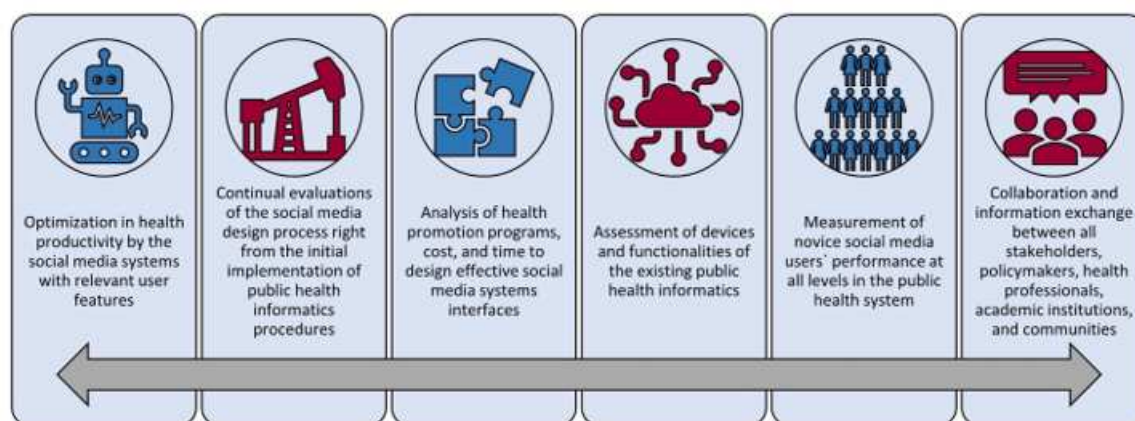 Optimization in health
productivity by the
social media systems
with relevant user
features
Continual evaluations
of the social media
design process right
from the initial
implementation of
public health
informatics
procedures
Analysis of health
promotion programs,
cost, and time to
design effective social
media systems
interfaces
Assessment of devices
and functionalities of
the existing public
health informatics
Measurement of
novice social media
users´ performance at
all levels in the public
health system
Collaboration and
information exchange
between all
stakeholders,
policymakers, health
professionals,
academic institutions,
and communities